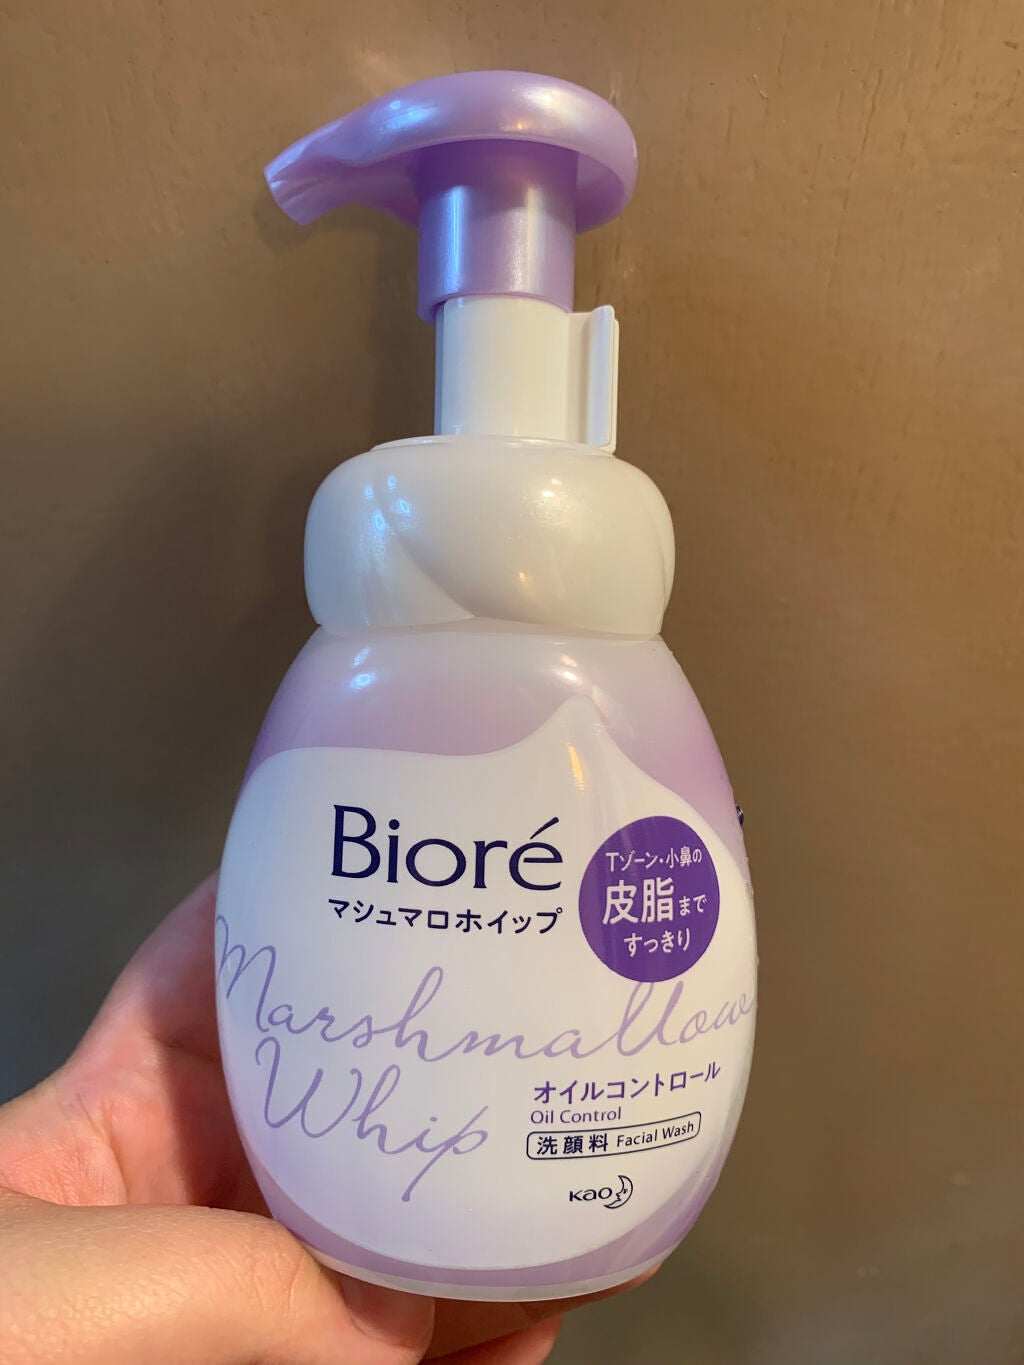 Bioré
マシュマロホイップ
Tゾーン・小鼻の
皮脂まで
すっきり
Marshmallow
Whip
オイルコントロール
Oil Control
洗顔料 Facial Wash
Kao